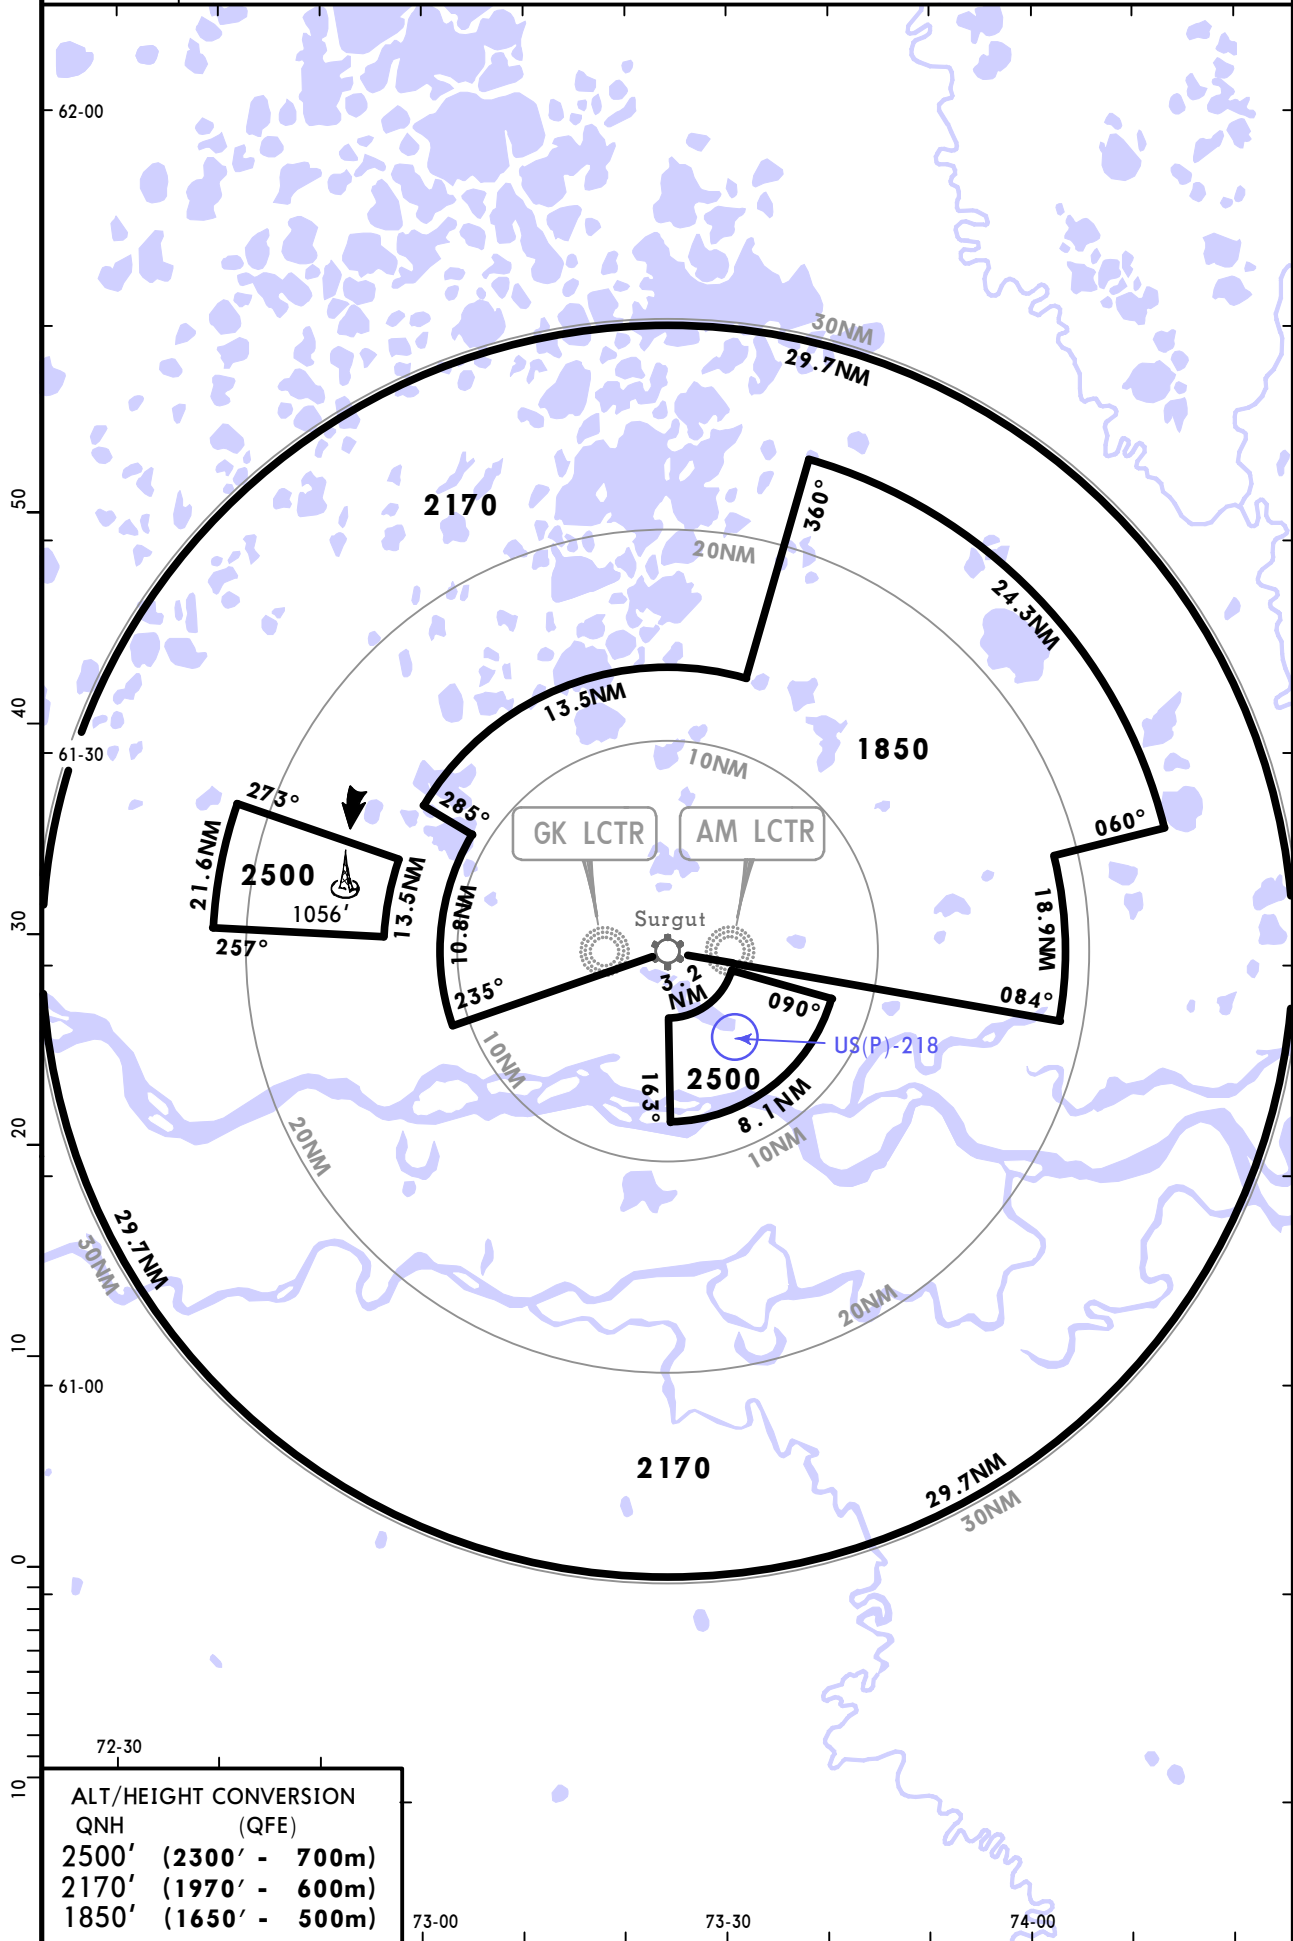 62-00
30NM
29.7NM
50
2170
360°
20NM
24.3NM
40
13.5NM
61-30
1850
10NM
273°
285°
060°
GK LCTR
AM LCTR
21.6NM
2500
1056'
13.5NM
10.8NM
18.9NM
30
257°
Surgut
235°
3.2
NM
090°
084°
10NM
US(P)-218
2500
163°
8.1NM
20
20NM
10NM
29.7NM
30NM
20NM
10
61-00
2170
29.7NM
30NM
0
72-30
10
ALT/HEIGHT CONVERSION
QNH (QFE)
2500' (2300' - 700m)
2170' (1970' - 600m)
1850' (1650' - 500m)
73-00
73-30
74-00